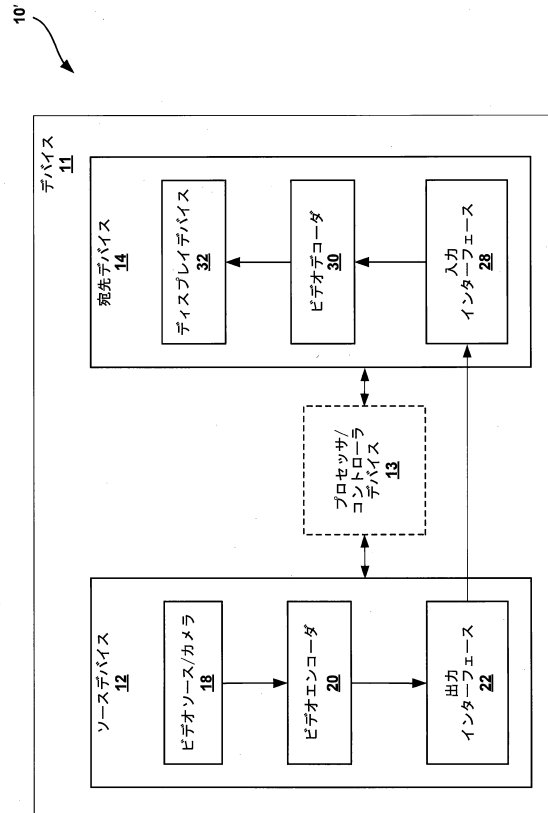 10'
デバイス
11
ソースデバイス
12
ビデオソース/カメラ
18
ビデオエンコーダ
20
出力
インターフェース
22
プロセッサ/
コントローラ
デバイス
13
宛先デバイス
14
ディスプレイデバイス
32
ビデオデコーダ
30
入力
インターフェース
28